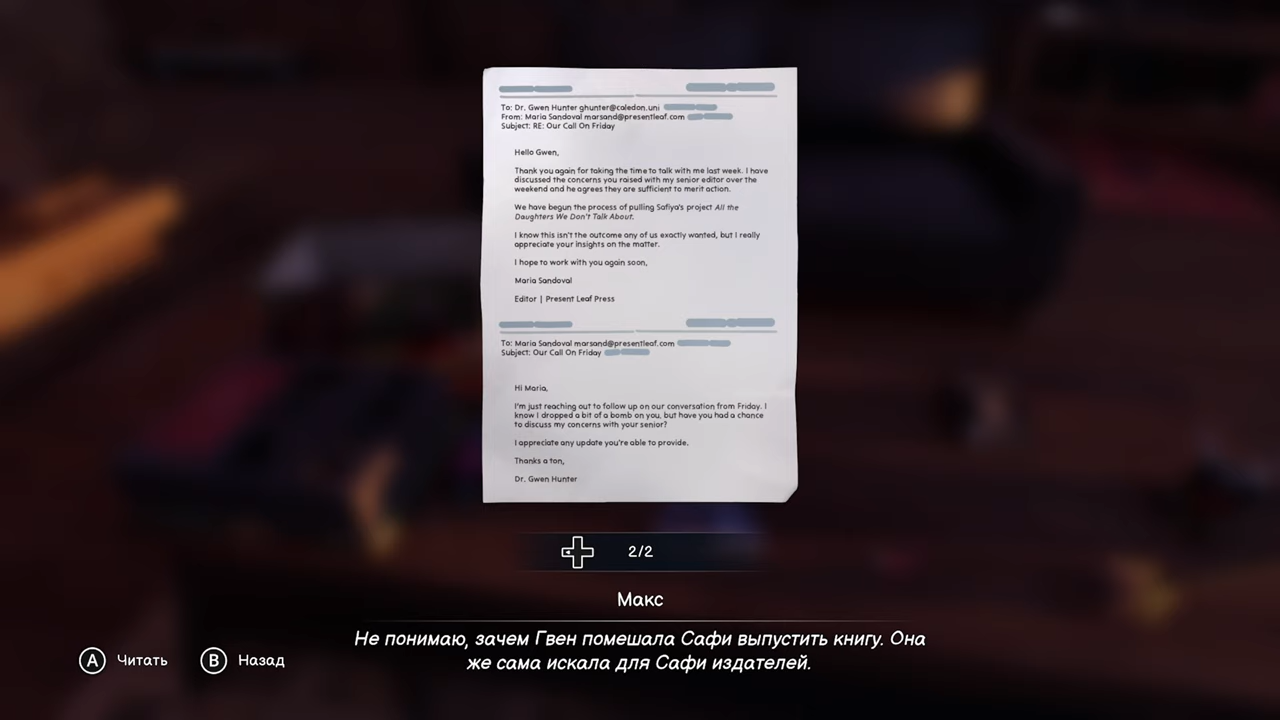 To: Dr. Gwen Hunter ghunter@caledon.uni
From: Maria Sandoval marsand@presentleaf.com
Subject: RE: Our Call On Friday
Hello Gwen,
Thank you again for taking the time to talk with me last week. I have
discussed the concerns you raised with my senior editor over the
weekend and he agrees they are sufficient to merit action.
We have begun the process of pulling Safiya's project All the
Daughters We Don't Talk About.
I know this isn't the outcome any of us exactly wanted, but I really
appreciate your insights on the matter.
I hope to work with you again soon,
Maria Sandoval
Editor | Present Leaf Press
To: Maria Sandoval marsand@presentleaf.com
Subject: Our Call On Friday
Hi Maria,
I'm just reaching out to follow up on our conversation from Friday. I
know I dropped a bit of a bomb on you, but have you had a chance
to discuss my concerns with your senior?
I appreciate any update you're able to provide.
Thanks a ton,
Dr. Gwen Hunter
2/2
Макс
Не понимаю, зачем Гвен помешала Сафи выпустить книгу. Она
же сама искала для Сафи издателей.
A Читать B Назад